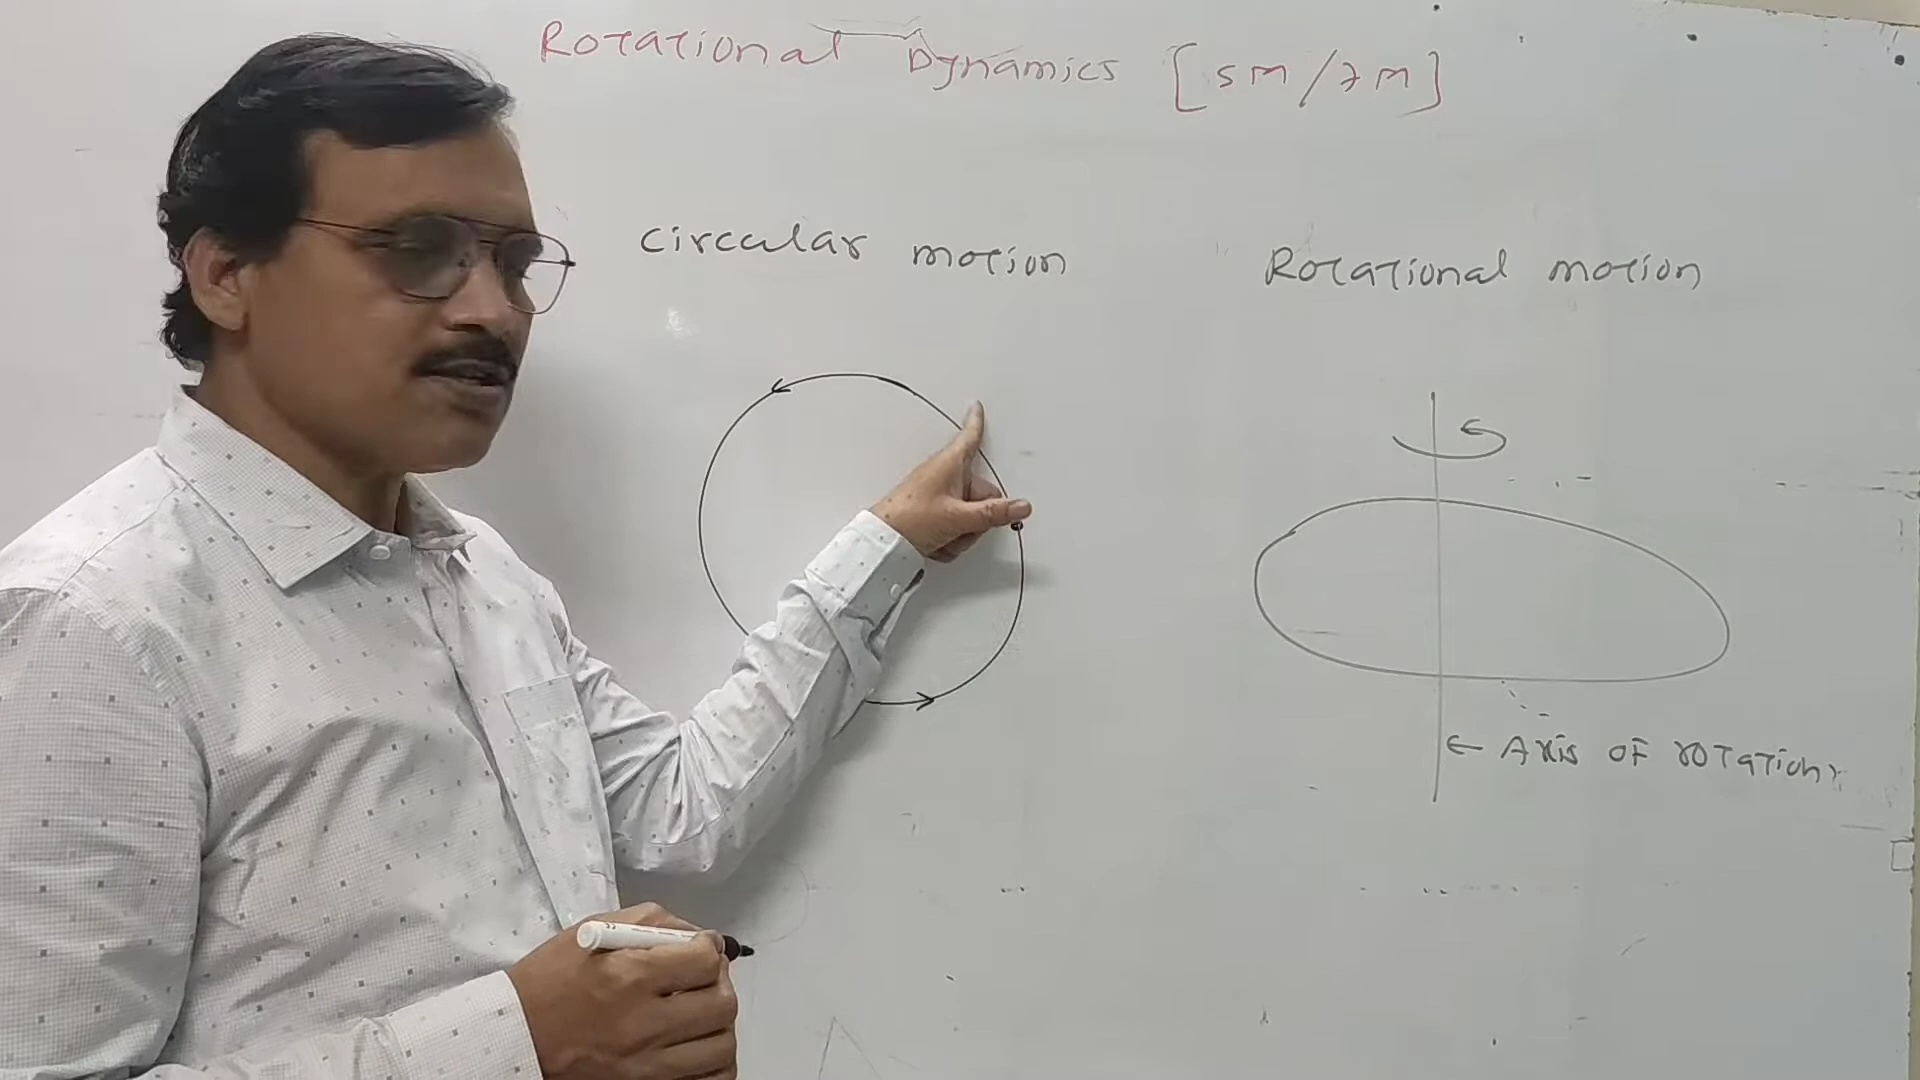 Rotational Dynamics [5M/7M]
Circular motion
Rotational motion
← Axis of rotation